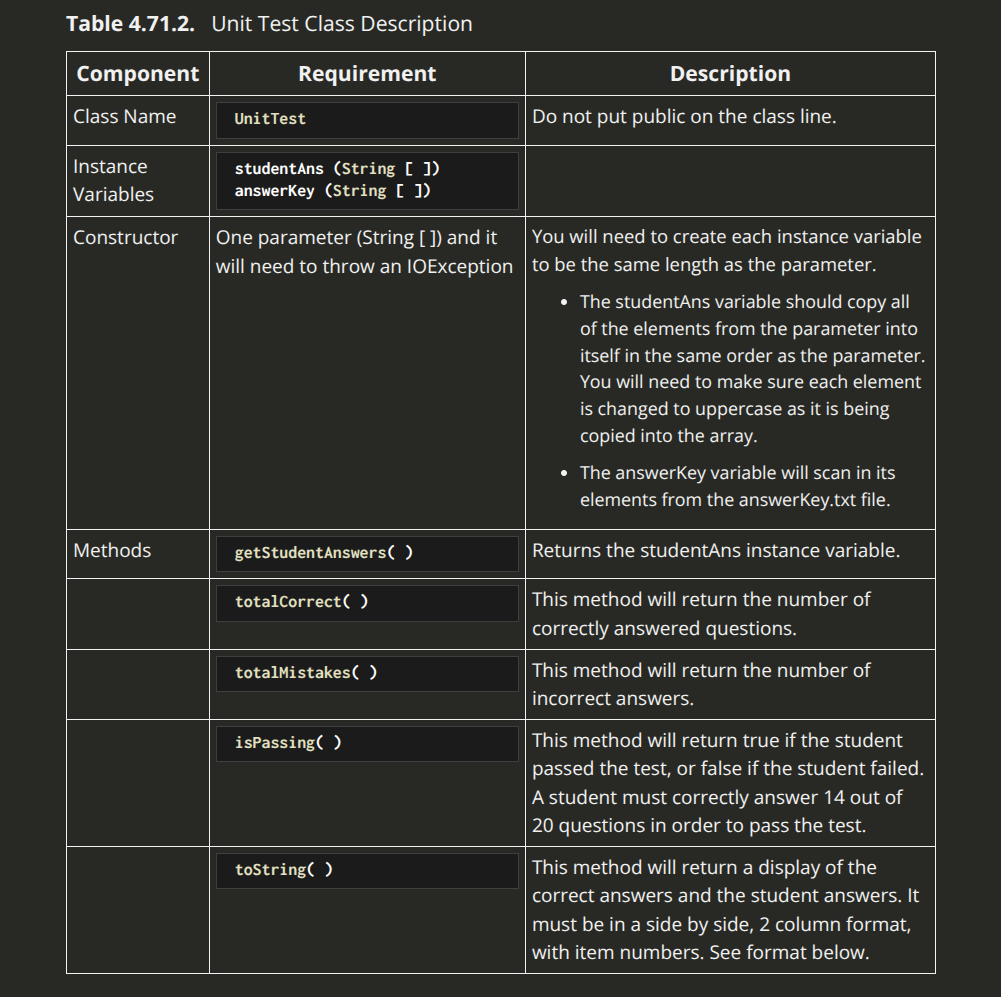 Table 4.71.2. Unit Test Class Description
Component Requirement Description
Class Name UnitTest Do not put public on the class line.
Instance
Variables
studentAns (String [ ])
answerKey (String [ ])
Constructor
One parameter (String [ ]) and it
will need to throw an IOException
You will need to create each instance variable
to be the same length as the parameter.
• The studentAns variable should copy all
of the elements from the parameter into
itself in the same order as the parameter.
You will need to make sure each element
is changed to uppercase as it is being
copied into the array.
• The answerKey variable will scan in its
elements from the answerKey.txt file.
Methods getStudentAnswers( ) Returns the studentAns instance variable.
totalCorrect( )
This method will return the number of
correctly answered questions.
totalMistakes( )
This method will return the number of
incorrect answers.
isPassing( )
This method will return true if the student
passed the test, or false if the student failed.
A student must correctly answer 14 out of
20 questions in order to pass the test.
toString( )
This method will return a display of the
correct answers and the student answers. It
must be in a side by side, 2 column format,
with item numbers. See format below.